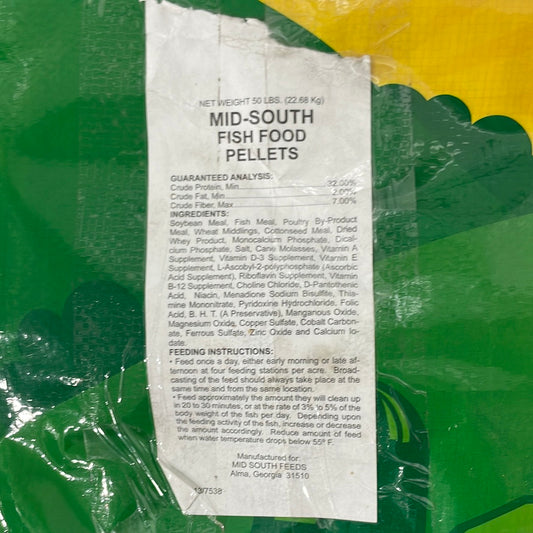 NET WEIGHT 50 LBS. (22.68 Kg)
MID-SOUTH
FISH FOOD
PELLETS
GUARANTEED ANALYSIS:
Crude Protein, Min 32.00%
Crude Fat, Min 2.00%
Crude Fiber, Max 7.00%
INGREDIENTS:
Soybean Meal, Fish Meal, Poultry By-Product
Meal, Wheat Middlings, Cottonseed Meal, Dried
Whey Product, Monocalcium Phosphate, Dical-
cium Phosphate, Salt, Cane Molasses, Vitamin A
Supplement, Vitamin D-3 Supplement, Vitamin E
Supplement, L-Ascobyl-2-polyphosphate (Ascorbic
Acid Supplement), Riboflavin Supplement, Vitamin
B-12 Supplement, Choline Chloride, D-Pantothenic
Acid, Niacin, Menadione Sodium Bisulfite, Thia-
mine Mononitrate, Pyridoxine Hydrochloride, Folic
Acid, B. H. T. (A Preservative), Manganous Oxide,
Magnesium Oxide, Copper Sulfate, Cobalt Carbon-
ate, Ferrous Sulfate, Zinc Oxide and Calcium Io-
date.
FEEDING INSTRUCTIONS:
• Feed once a day, either early morning or late af-
ternoon at four feeding stations per acre. Broad-
casting of the feed should always take place at the
same time and from the same location.
• Feed approximately the amount they will clean up
in 20 to 30 minutes, or at the rate of 3% to 5% of the
body weight of the fish per day. Depending upon
the feeding activity of the fish, increase or decrease
the amount accordingly. Reduce amount of feed
when water temperature drops below 55° F.
Manufactured for:
MID SOUTH FEEDS
Alma, Georgia 31510
13/7538